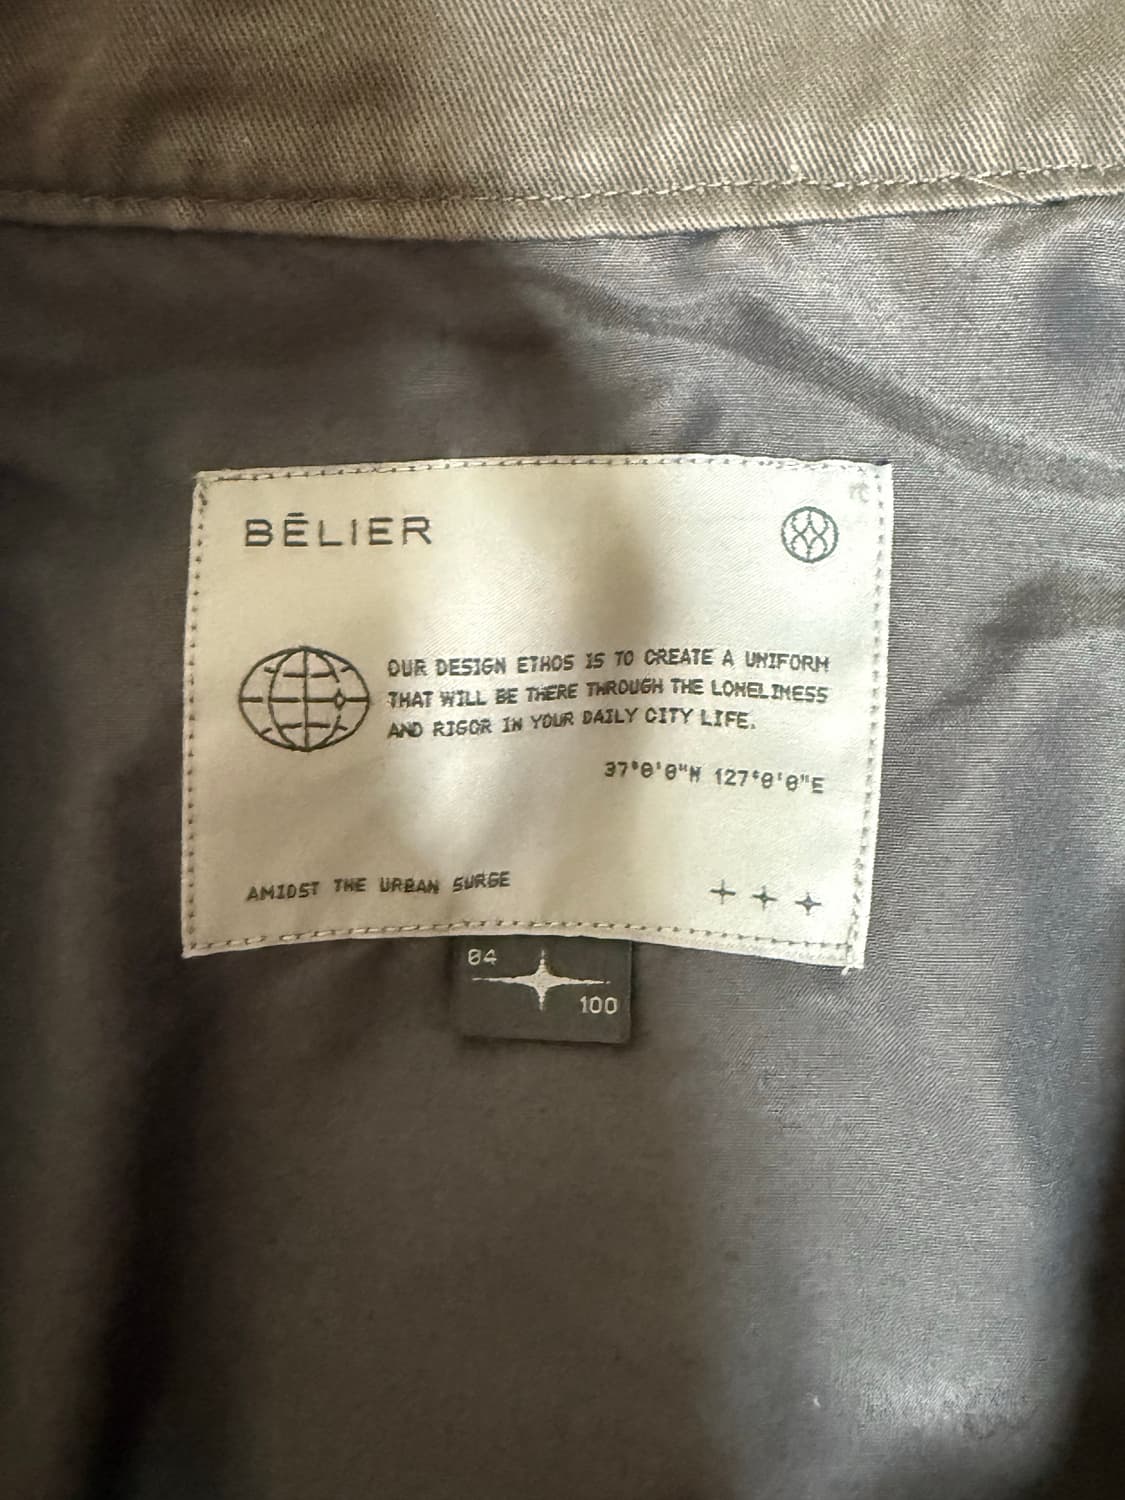 BĒLIER
OUR DESIGN ETHOS IS TO CREATE A UNIFORM
THAT WILL BE THERE THROUGH THE LONELINESS
AND RIGOR IN YOUR DAILY CITY LIFE.
37°0'0"N 127°0'0"E
AMIDST THE URBAN SURGE
04
100